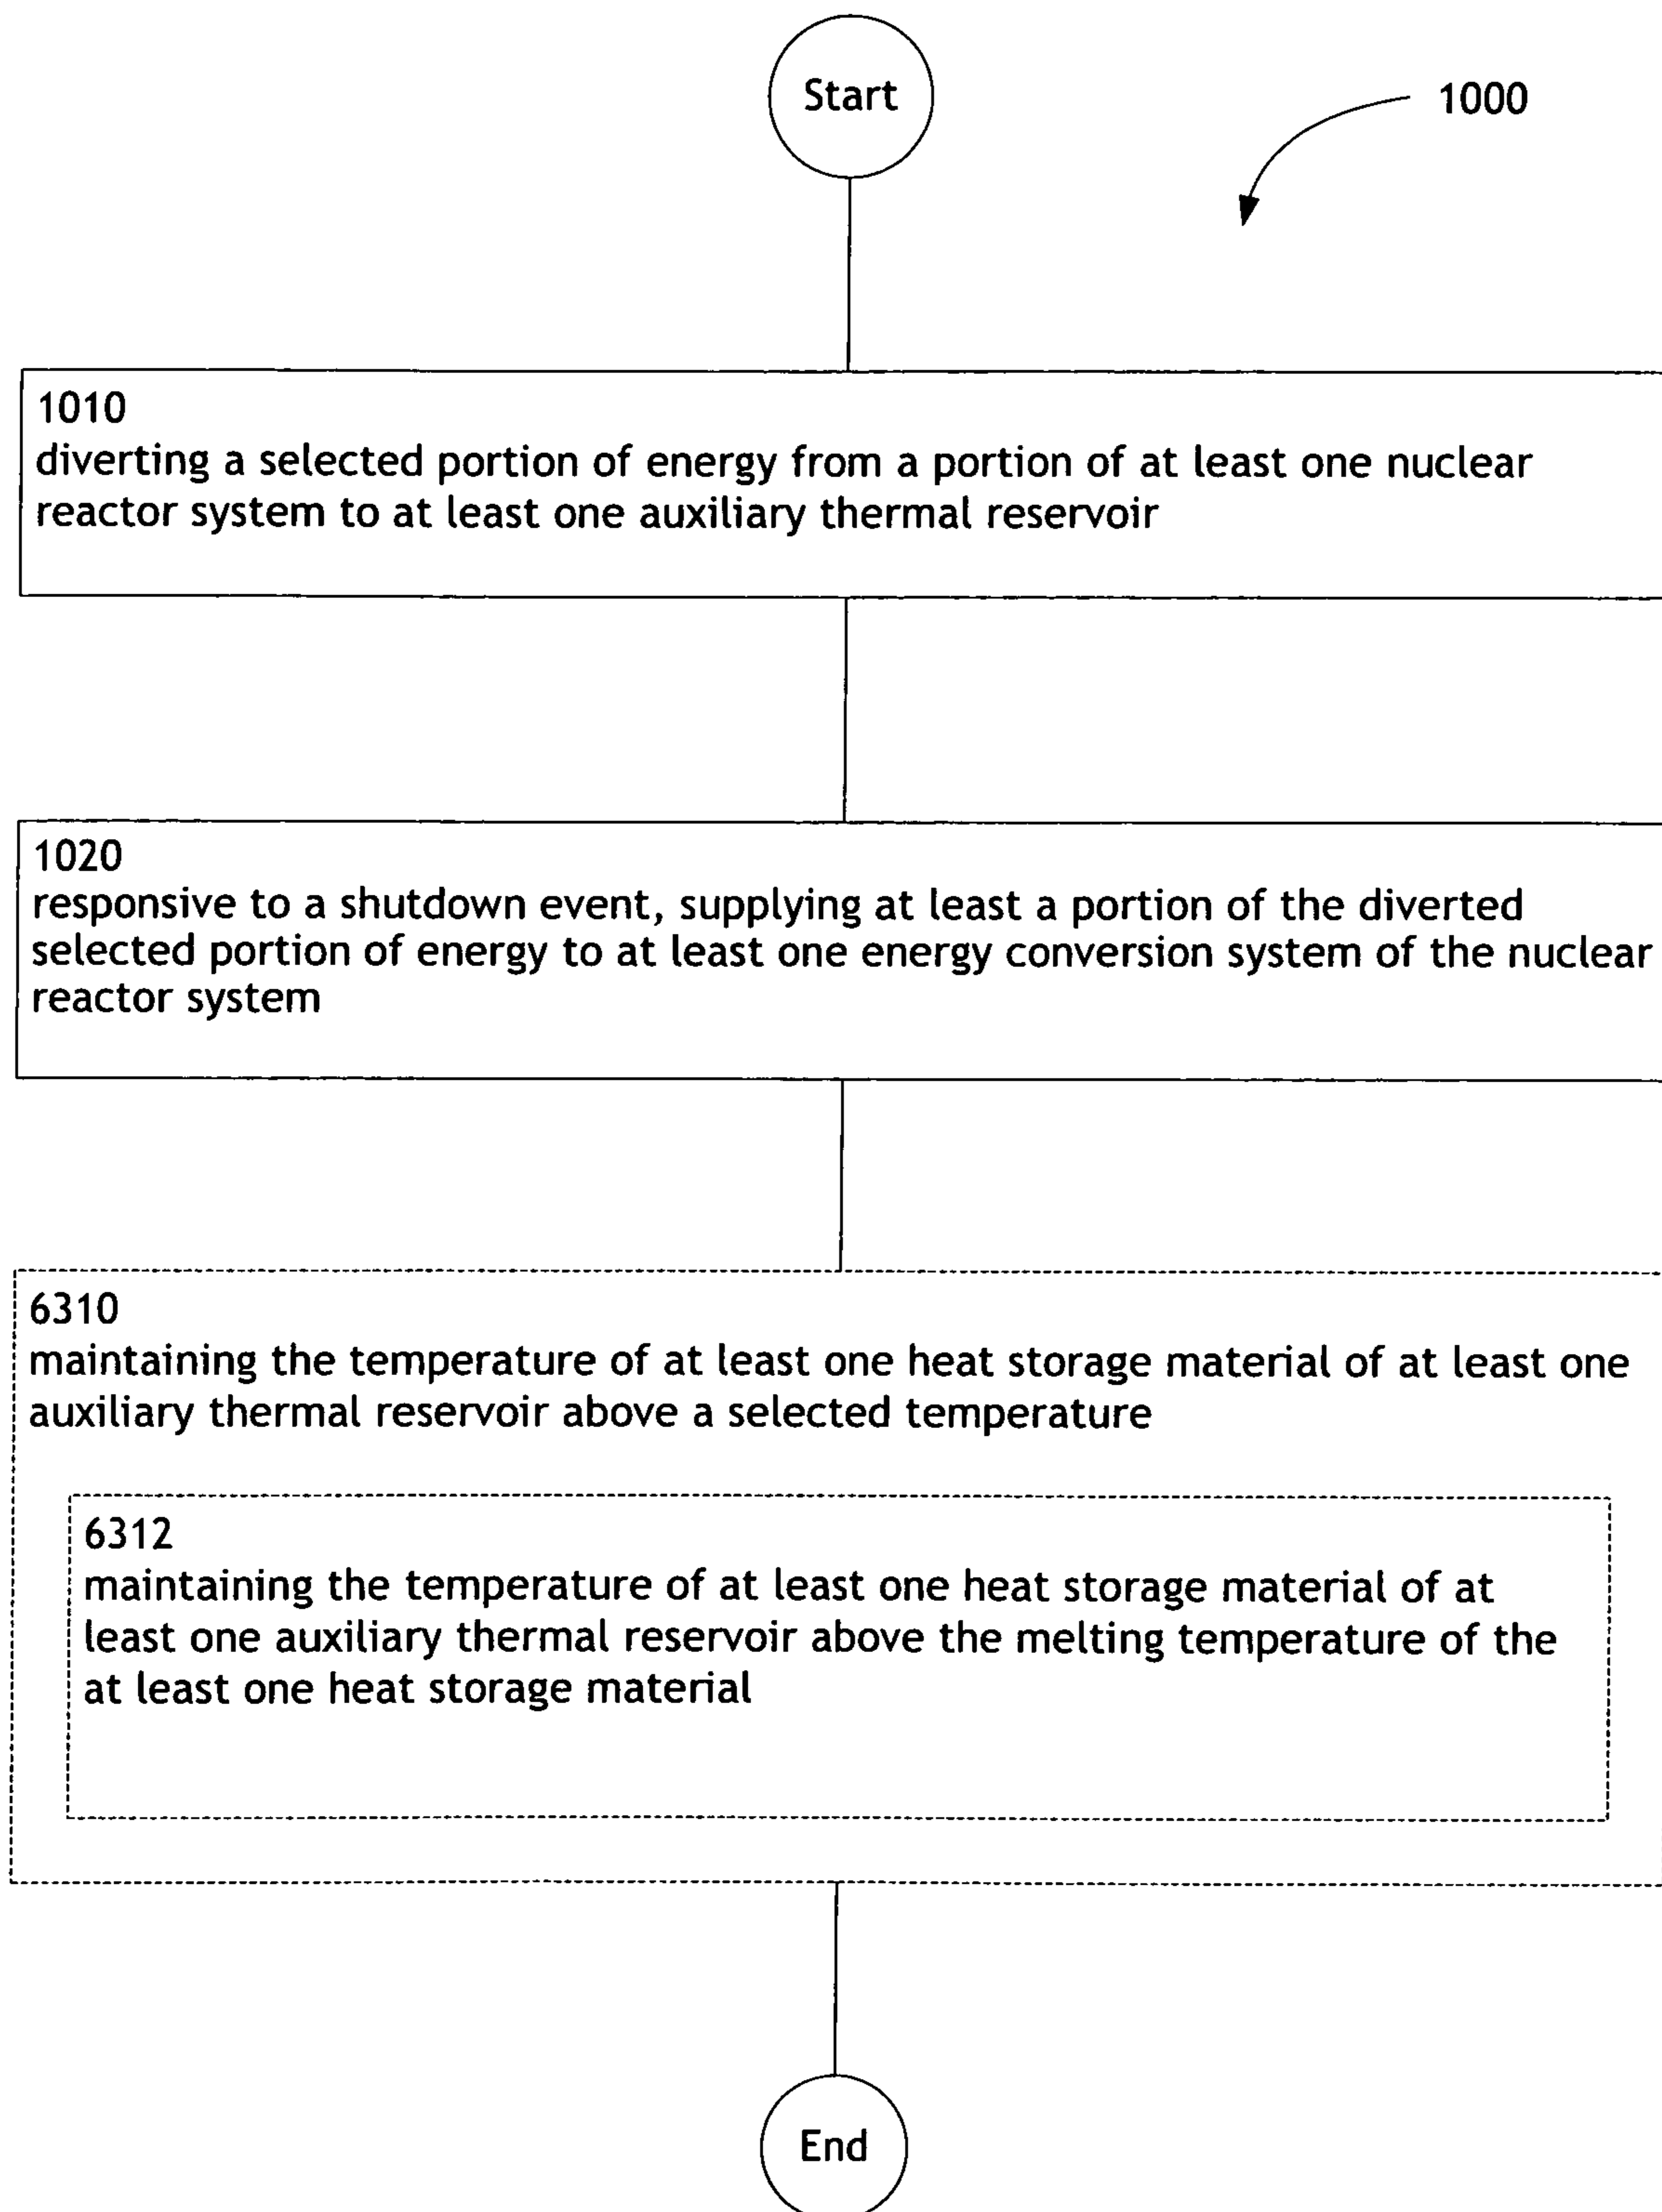 Start
1000
1010
diverting a selected portion of energy from a portion of at least one nuclear
reactor system to at least one auxiliary thermal reservoir
1020
responsive to a shutdown event, supplying at least a portion of the diverted
selected portion of energy to at least one energy conversion system of the nuclear
reactor system
6310
maintaining the temperature of at least one heat storage material of at least one
auxiliary thermal reservoir above a selected temperature
6312
maintaining the temperature of at least one heat storage material of at
least one auxiliary thermal reservoir above the melting temperature of the
at least one heat storage material
End